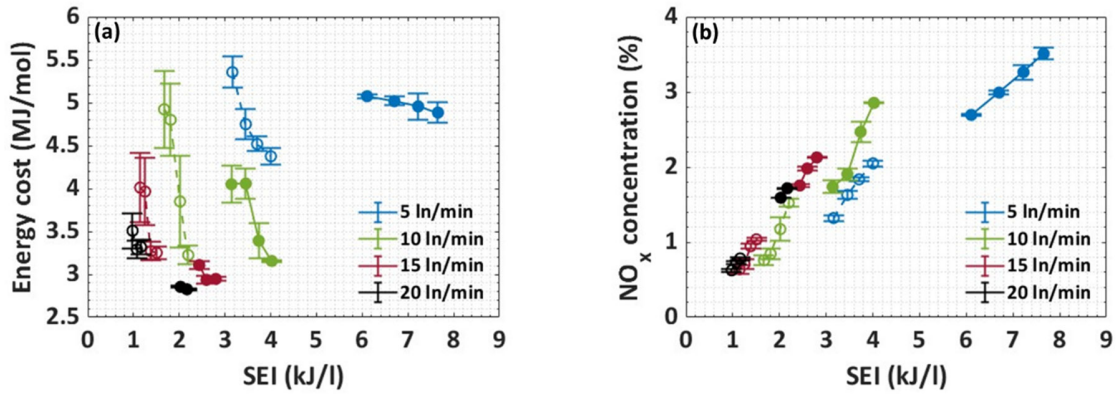 (a)
Energy cost (MJ/mol)
6
5.5
5
4.5
4
3.5
3
2.5
0 1 2 3 4 5 6 7 8 9
SEI (kJ/l)
5 ln/min
10 ln/min
15 ln/min
20 ln/min
(b)
NOx concentration (%)
4
3
2
1
0
0 1 2 3 4 5 6 7 8 9
SEI (kJ/l)
5 ln/min
10 ln/min
15 ln/min
20 ln/min